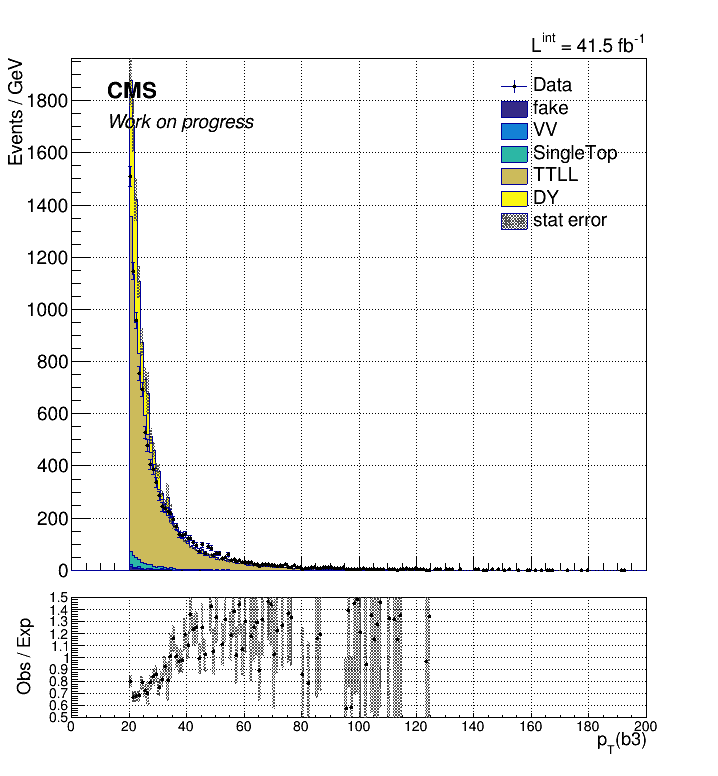 L^int = 41.5 fb^-1
Events / GeV
CMS
Work on progress
Data
fake
VV
SingleTop
TTLL
DY
stat error
1800
1600
1400
1200
1000
800
600
400
200
0
Obs / Exp
1.5
1.4
1.3
1.2
1.1
1
0.9
0.8
0.7
0.6
0.5
0 20 40 60 80 100 120 140 160 180 200
p_T(b3)